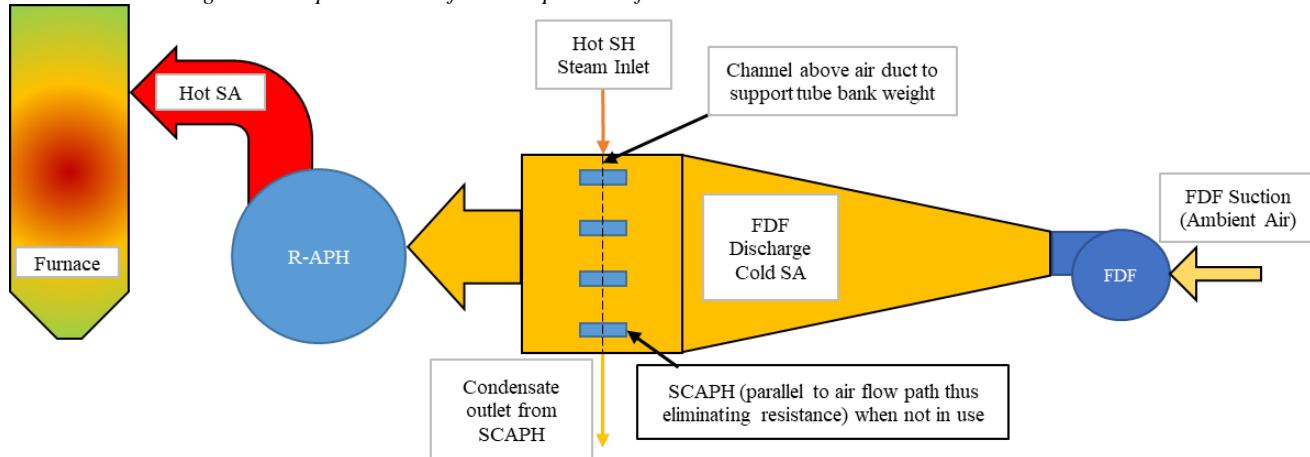 Hot SH
Steam Inlet
Channel above air duct to
support tube bank weight
Hot SA
FDF Suction
(Ambient Air)
FDF
Discharge
Cold SA
Furnace
R-APH
FDF
Condensate
outlet from
SCAPH
SCAPH (parallel to air flow path thus
eliminating resistance) when not in use